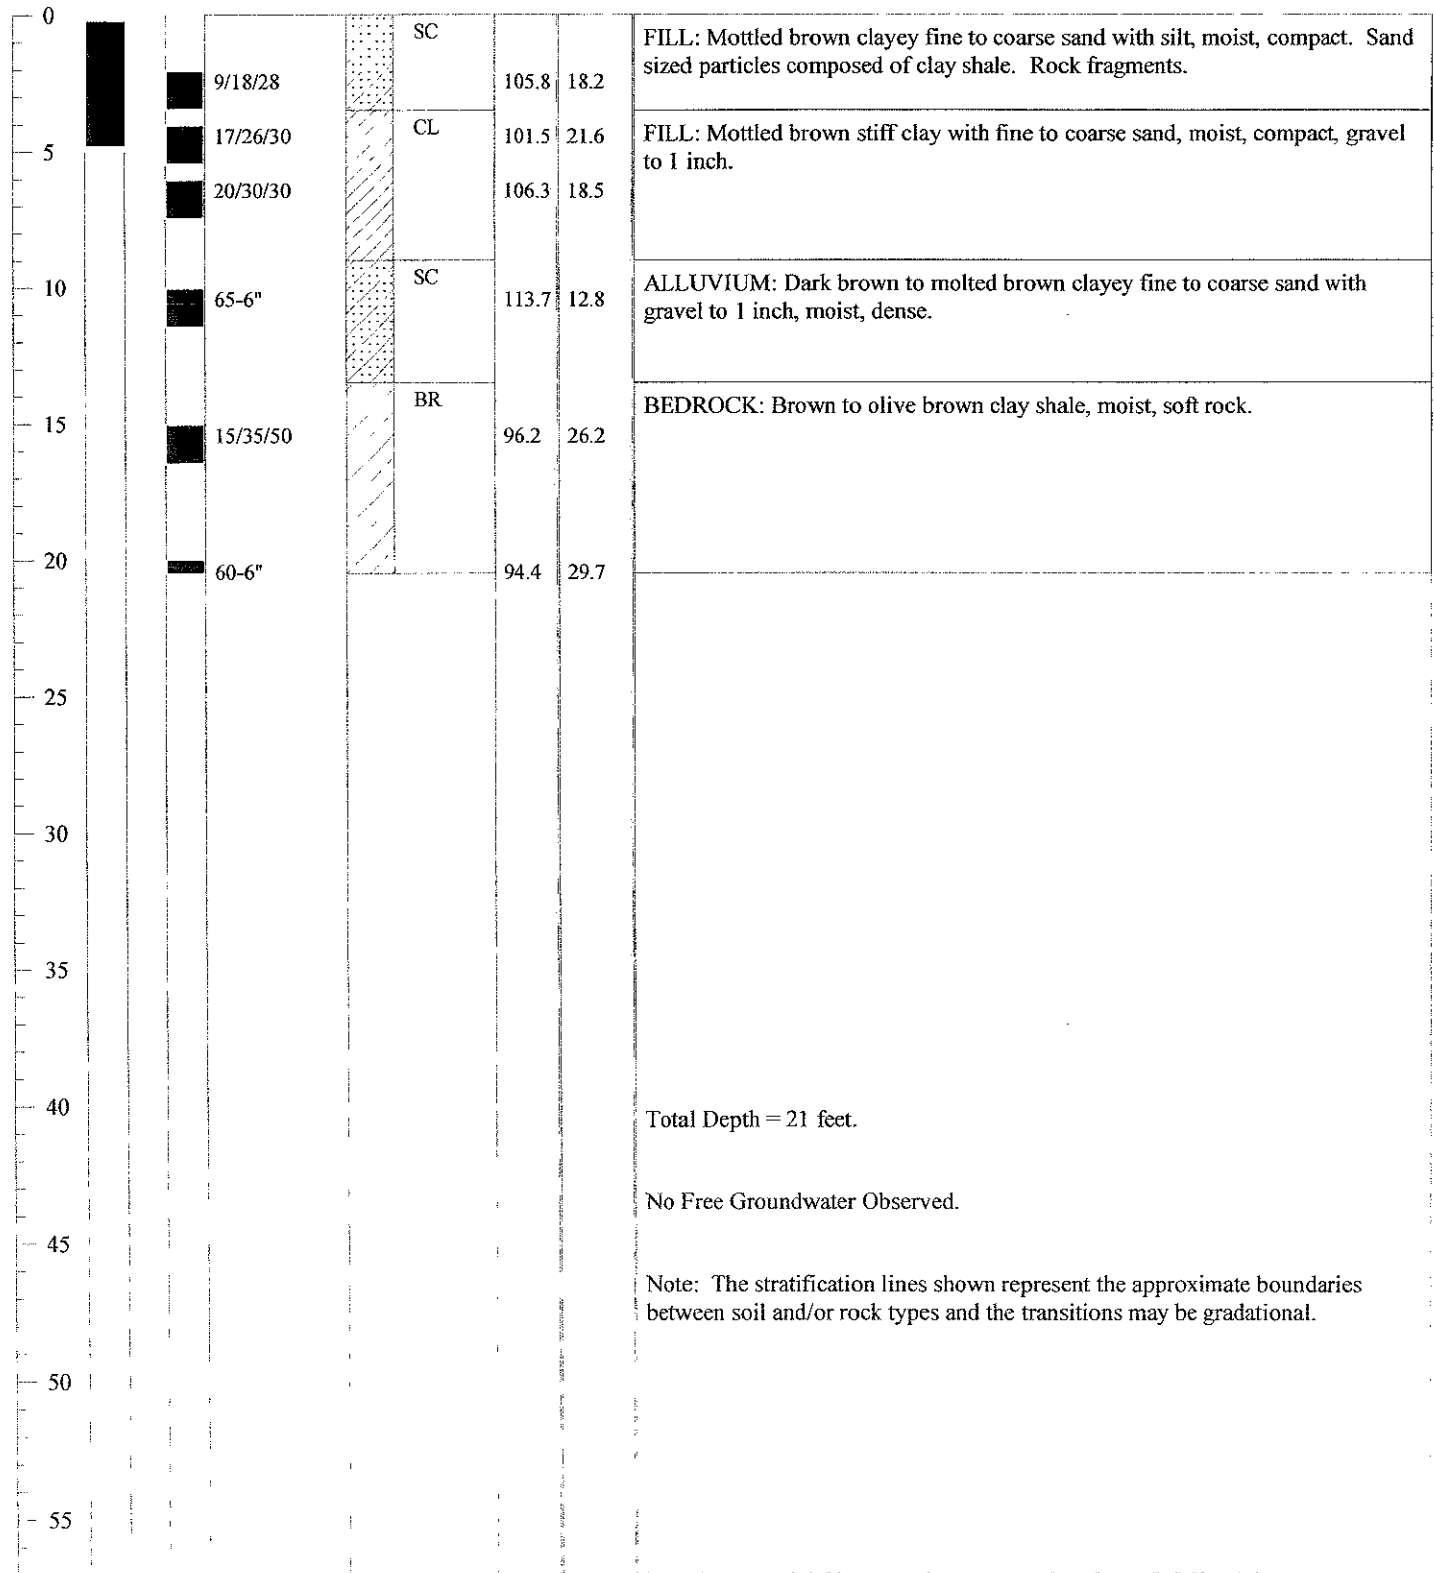 0
SC
FILL: Mottled brown clayey fine to coarse sand with silt, moist, compact.  Sand
sized particles composed of clay shale.  Rock fragments.
9/18/28
105.8 18.2
CL
FILL: Mottled brown stiff clay with fine to coarse sand, moist, compact, gravel
to 1 inch.
17/26/30
101.5 21.6
5
20/30/30
106.3 18.5
SC
ALLUVIUM: Dark brown to molted brown clayey fine to coarse sand with
gravel to 1 inch, moist, dense.
10
65-6"
113.7 12.8
BR
BEDROCK: Brown to olive brown clay shale, moist, soft rock.
15
15/35/50
96.2 26.2
20
60-6"
94.4 29.7
25
30
35
40
Total Depth = 21 feet.
No Free Groundwater Observed.
45
Note:  The stratification lines shown represent the approximate boundaries
between soil and/or rock types and the transitions may be gradational.
50
55